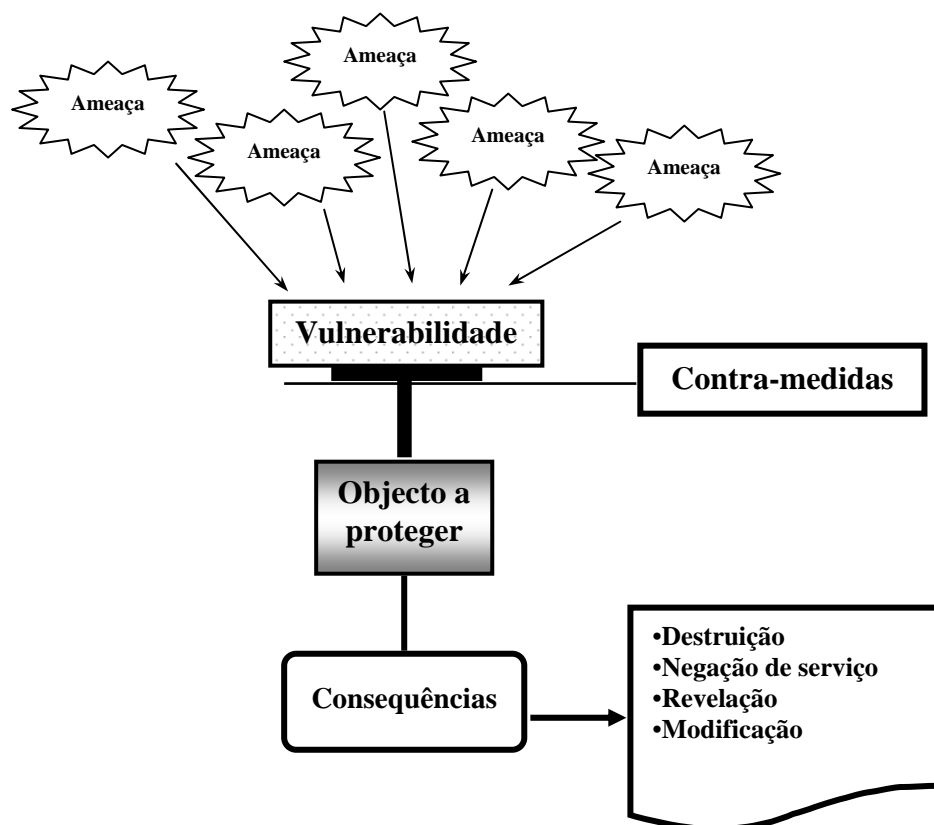 Ameaça
Ameaça
Ameaça
Ameaça
Ameaça
Vulnerabilidade
Contra-medidas
Objecto a
proteger
Consequências
•Destruição
•Negação de serviço
•Revelação
•Modificação